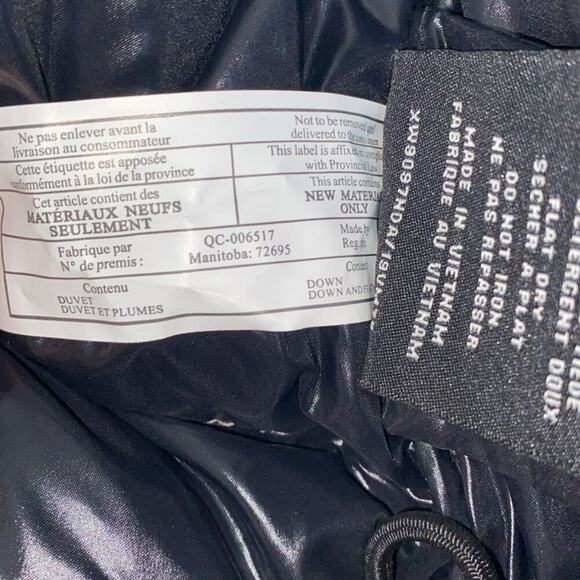 Ne pas enlever avant la
livraison au consommateur
Not to be removed until
delivered to the
Cette étiquette est apposée
conformément à la loi de la province
This label is affixed
with Provincial Law
Cet article contient des
MATÉRIAUX NEUFS
SEULEMENT
This article contains
NEW MATERIAL
ONLY
Fabriqué par
N° de premis :
QC-006517
Manitoba: 72695
Made by
Reg.no.
Contenu
Content
DUVET
DUVET ET PLUMES
DOWN
DOWN AND
DOUX
FLAT DRY
SECHER A PLAT
DO NOT IRON
NE PAS REPASSER
MADE IN VIETNAM
FABRIQUE AU VIETNAM